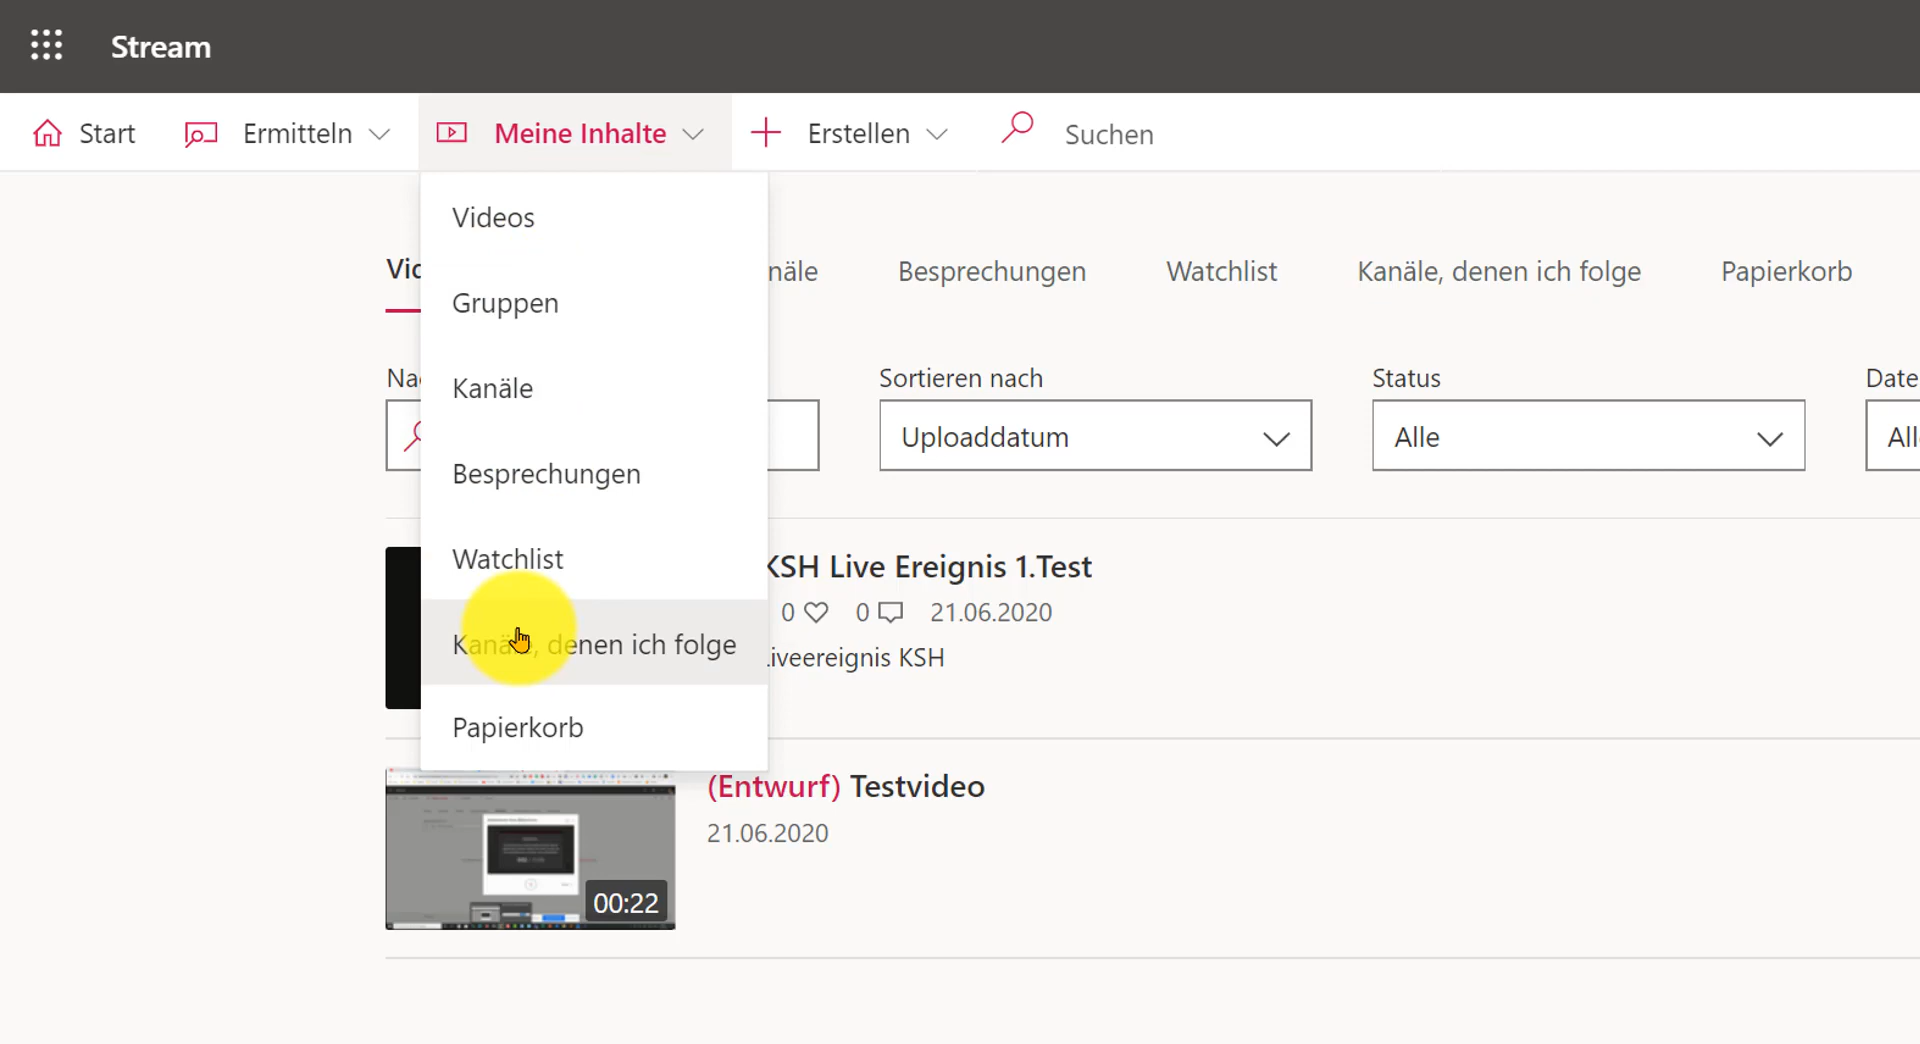 Stream
Start Ermitteln Meine Inhalte Erstellen Suchen
Videos
Gruppen
Kanäle
Besprechungen
Watchlist
Kanäle, denen ich folge
Papierkorb
Besprechungen Watchlist Kanäle, denen ich folge Papierkorb
Sortieren nach Status
Uploaddatum Alle
KSH Live Ereignis 1.Test
0 0 21.06.2020
KSH
(Entwurf) Testvideo
21.06.2020
00:22